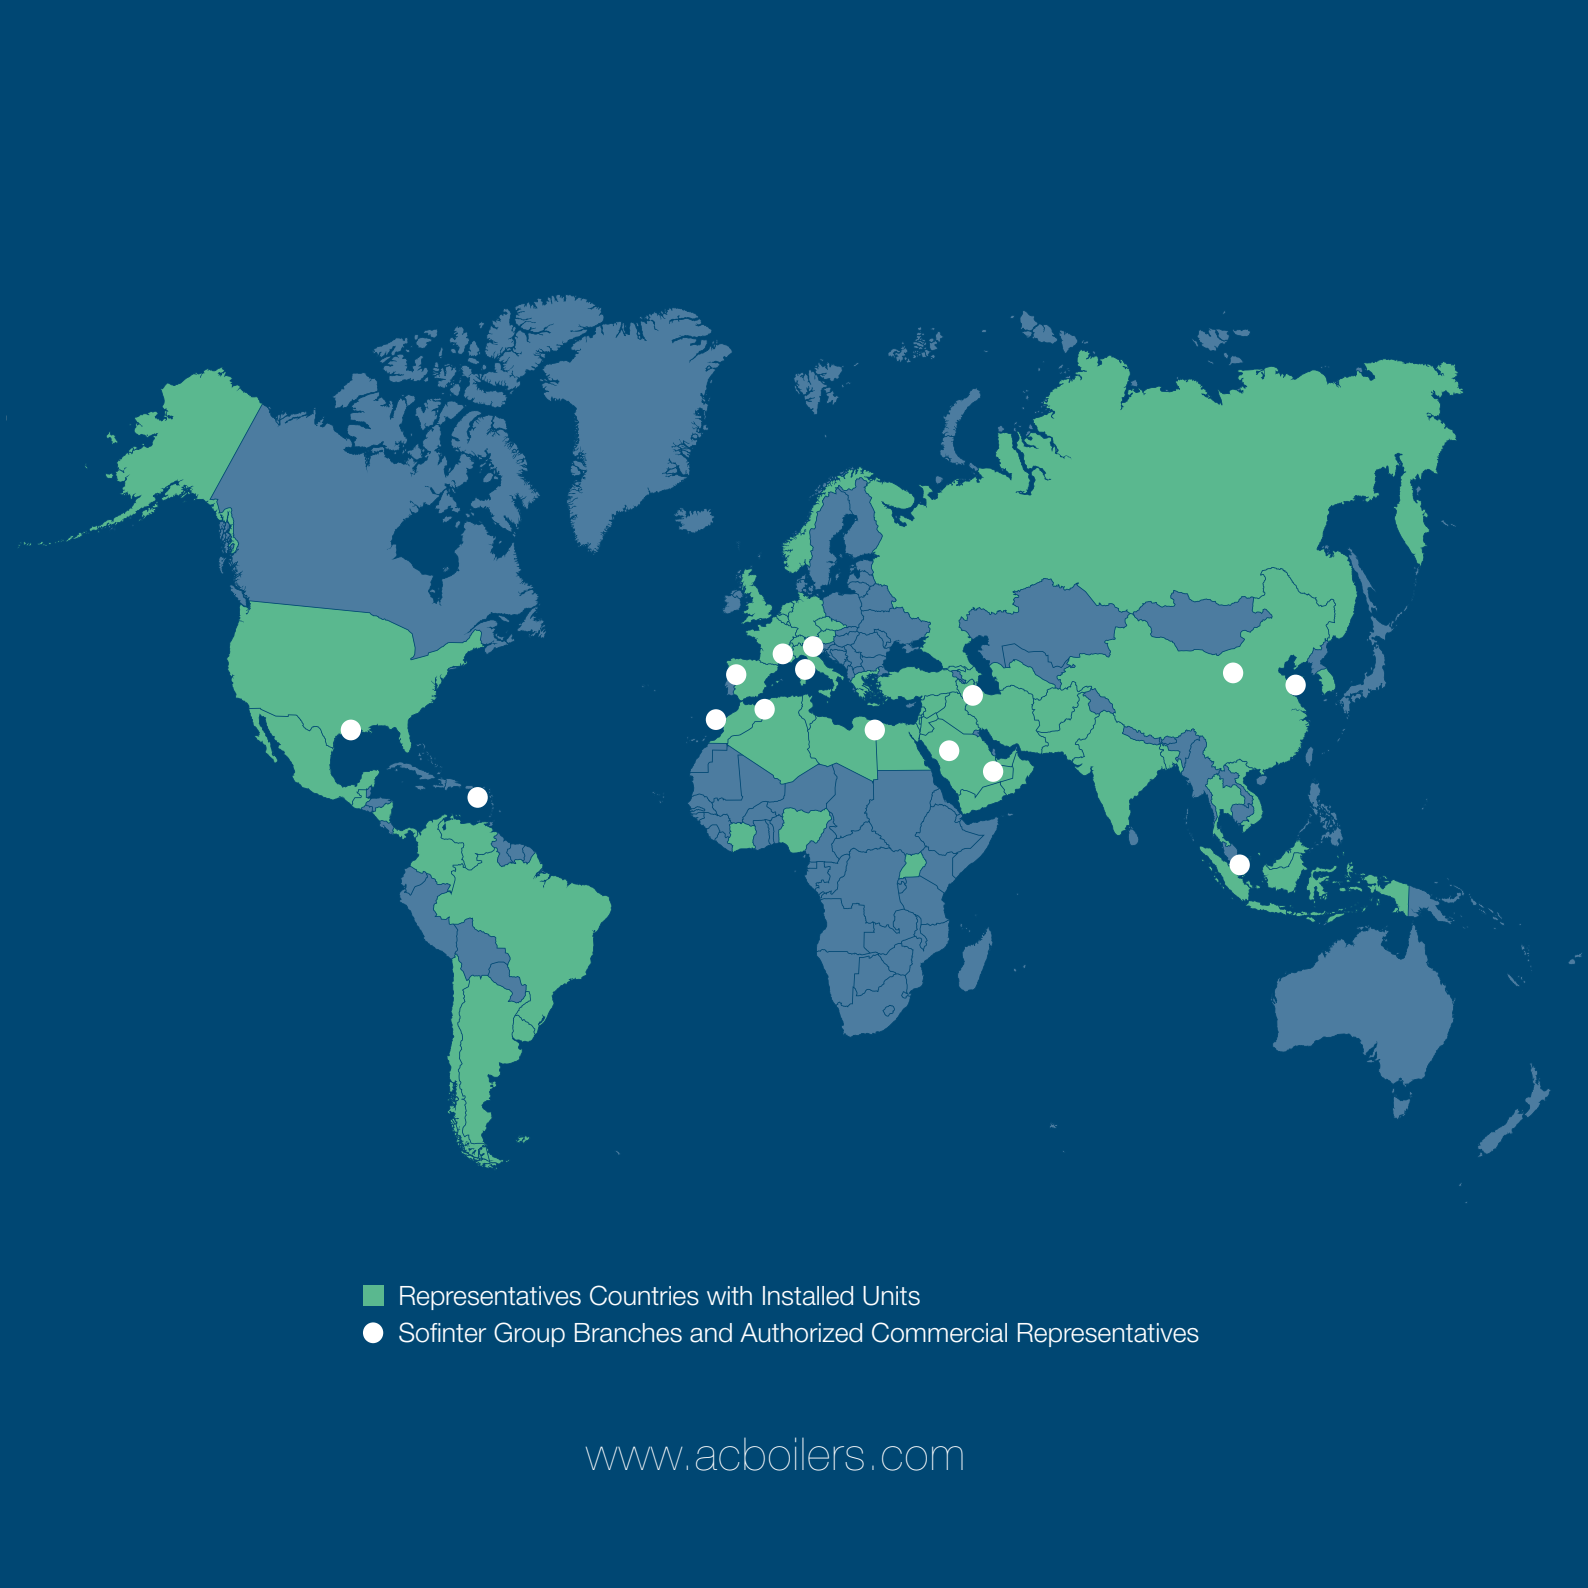 Representatives Countries with Installed Units
Sofinter Group Branches and Authorized Commercial Representatives
www.acboilers.com